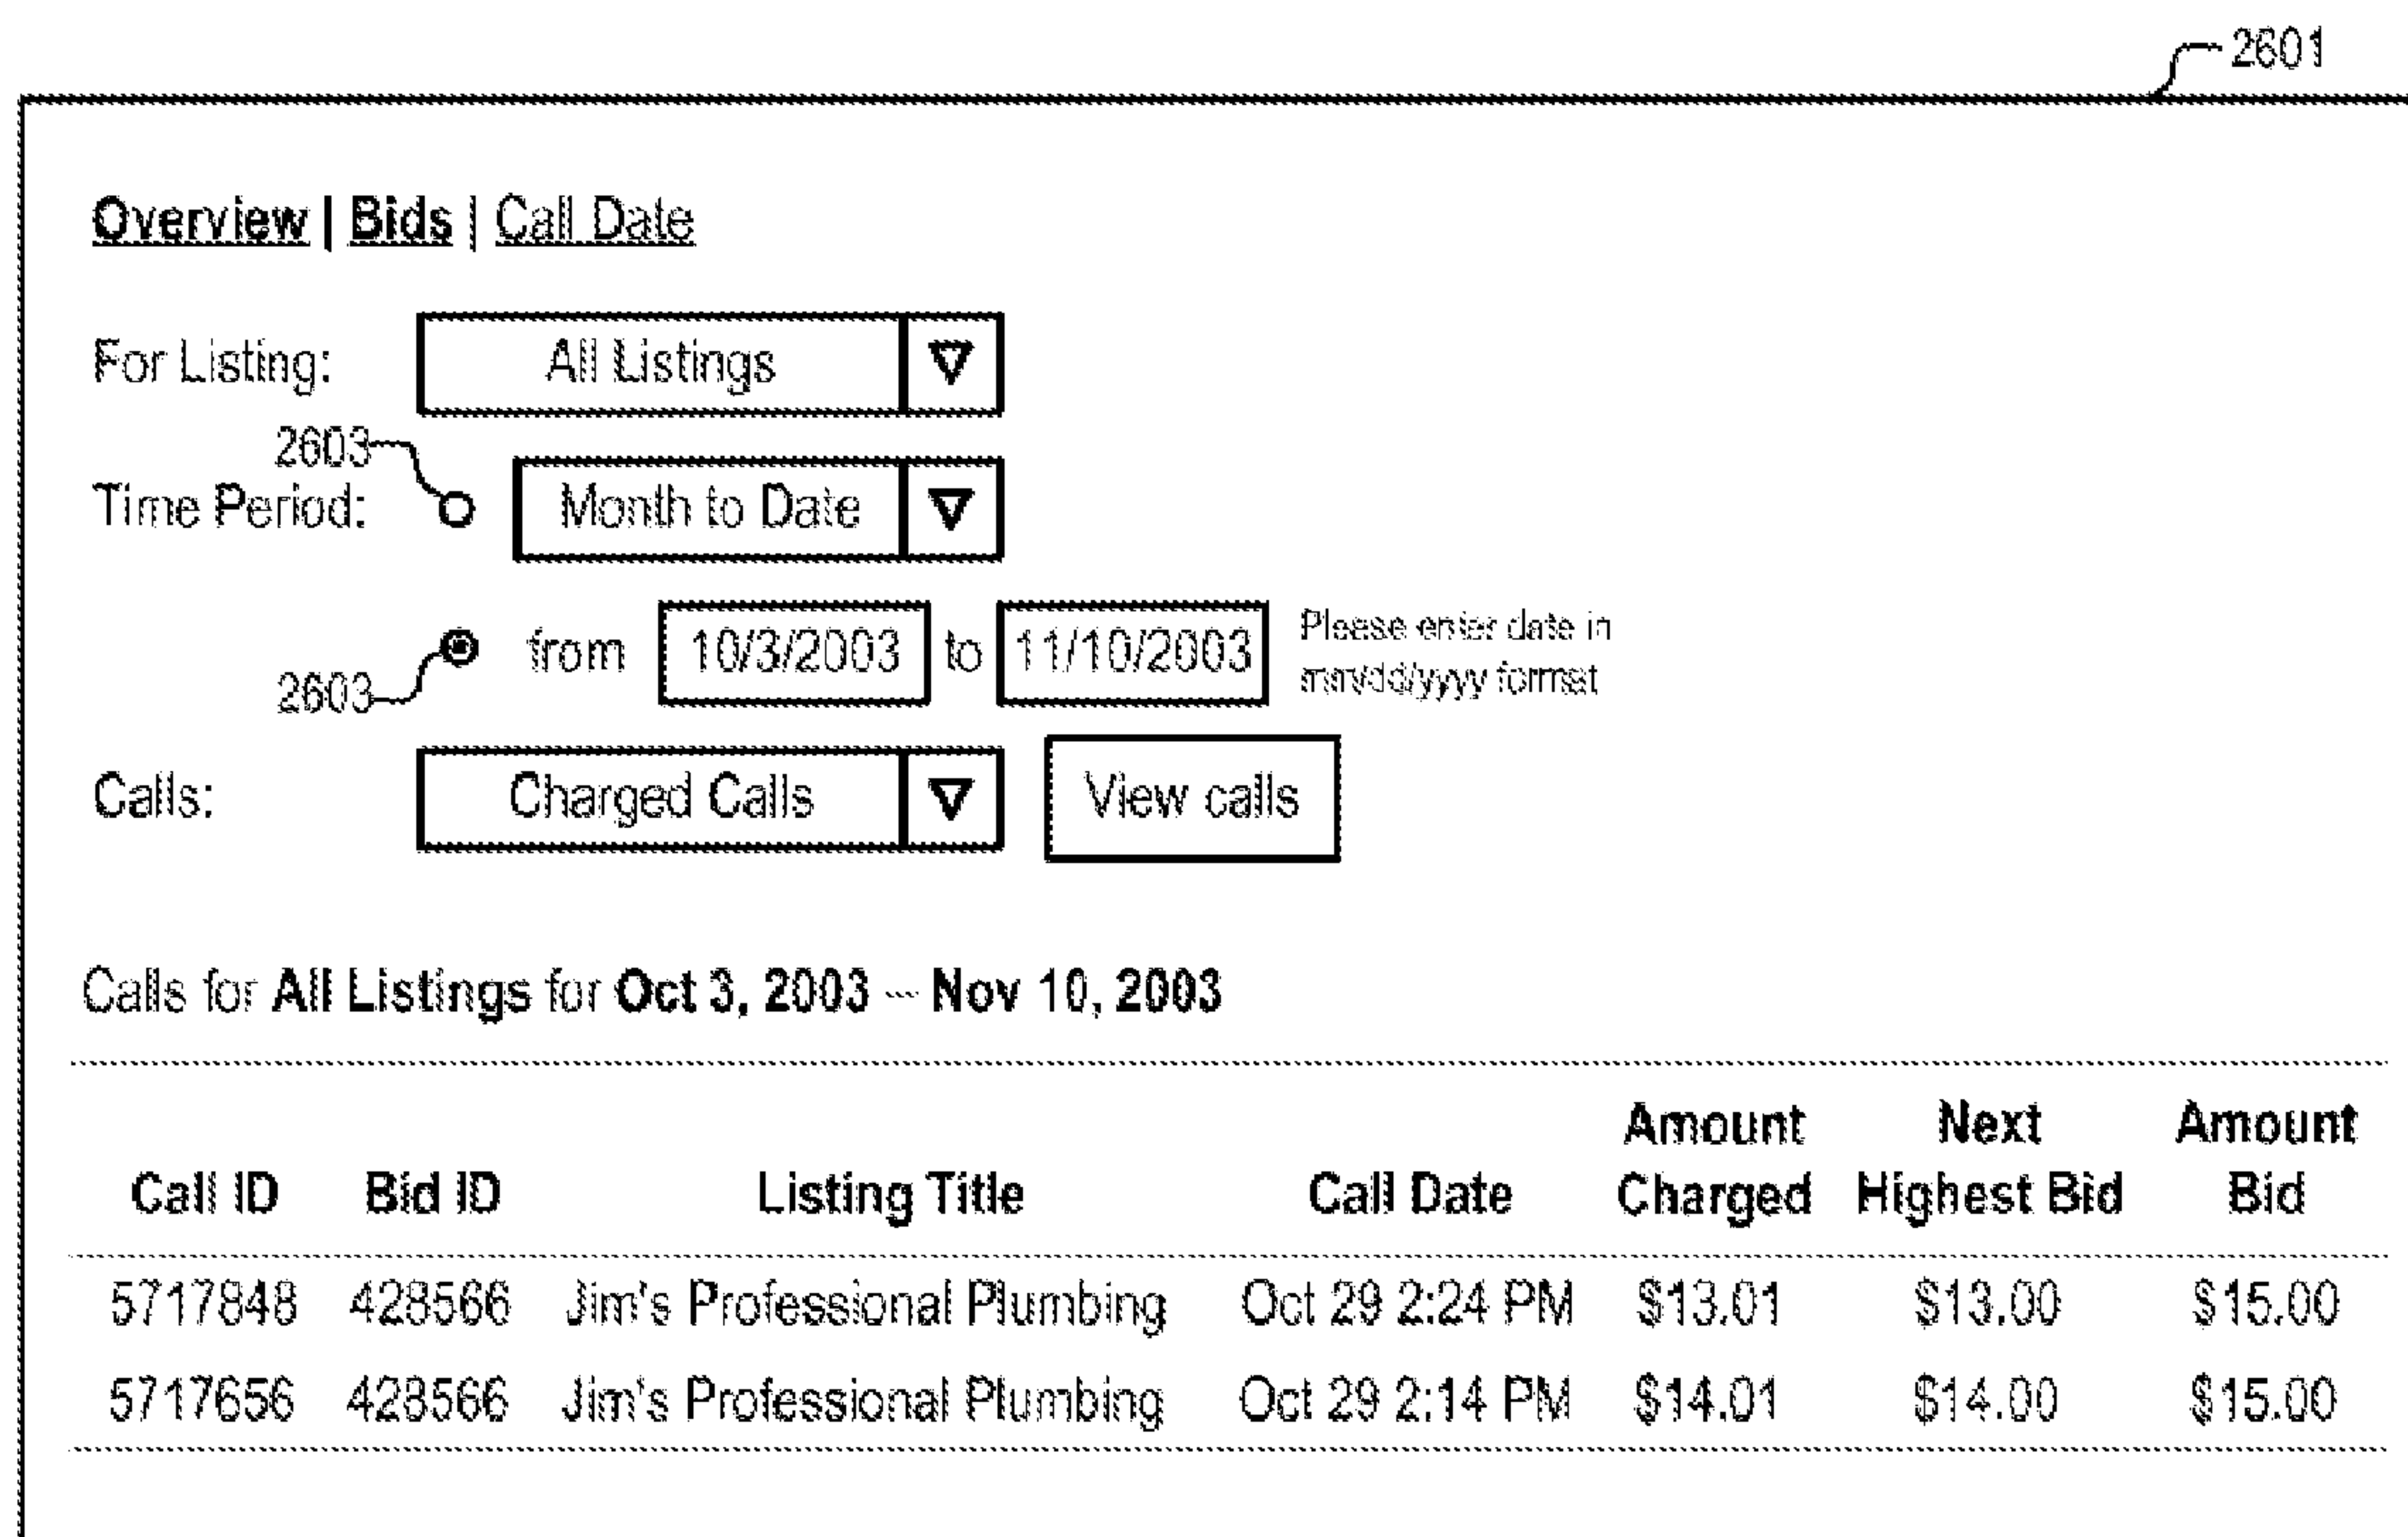 2601
Overview | Bids | Call Date
For Listing: All Listings
2603
Time Period: Month to Date
from 10/3/2003 to 11/10/2003 Please enter date in
mm/dd/yyyy format
2603
Calls: Charged Calls View calls
Calls for All Listings for Oct 3, 2003 — Nov 10, 2003
Amount Next Amount
Call ID Bid ID Listing Title Call Date Charged Highest Bid Bid
5717848 428566 Jim's Professional Plumbing Oct 29 2:24 PM $13.01 $13.00 $15.00
5717656 428566 Jim's Professional Plumbing Oct 29 2:14 PM $14.01 $14.00 $15.00